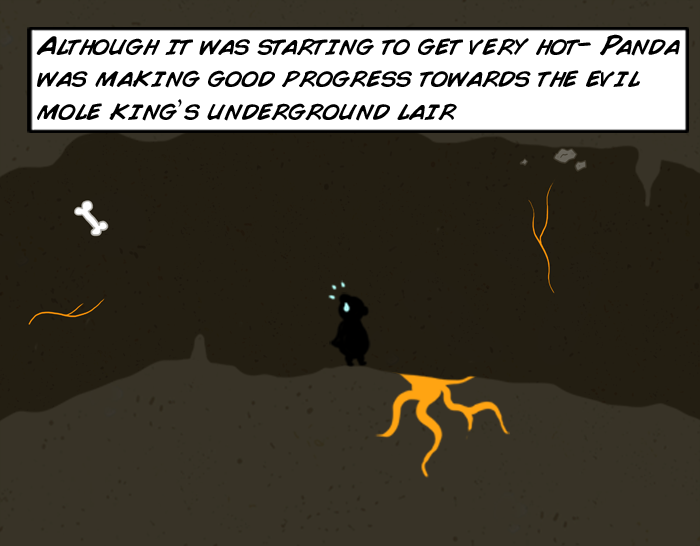 Although it was starting to get very hot- Panda
was making good progress towards the evil
mole king's underground lair